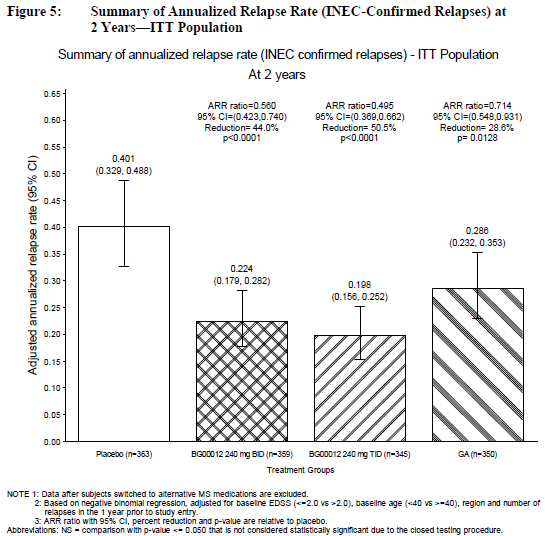 Figure 5: Summary of Annualized Relapse Rate (INEC-Confirmed Relapses) at
2 Years—ITT Population
Summary of annualized relapse rate (INEC confirmed relapses) - ITT Population
At 2 years
Adjusted annualized relapse rate (95% CI)
0.65
0.60
0.55
0.50
0.45
0.40
0.35
0.30
0.25
0.20
0.15
0.10
0.05
0.00
0.401
(0.329, 0.488)
ARR ratio=0.560
95% CI=(0.423,0.740)
Reduction= 44.0%
p<0.0001
0.224
(0.179, 0.282)
ARR ratio=0.495
95% CI=(0.369,0.662)
Reduction= 50.5%
p<0.0001
0.198
(0.156, 0.252)
ARR ratio=0.714
95% CI=(0.548,0.931)
Reduction= 28.6%
p= 0.0128
0.286
(0.232, 0.353)
Placebo (n=363)
BG00012 240 mg BID (n=359)
BG00012 240 mg TID (n=345)
GA (n=350)
Treatment Groups
NOTE 1: Data after subjects switched to alternative MS medications are excluded.
2: Based on negative binomial regression, adjusted for baseline EDSS (<=2.0 vs >2.0), baseline age (<40 vs >=40), region and number of
relapses in the 1 year prior to study entry.
3: ARR ratio with 95% CI, percent reduction and p-value are relative to placebo.
Abbreviations: NS = comparison with p-value <= 0.050 that is not considered statistically significant due to the closed testing procedure.